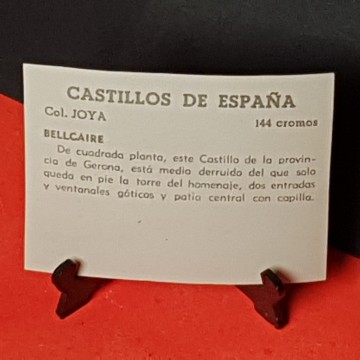 CASTILLOS DE ESPAÑA
Col. JOYA 144 cromos
BELLCAIRE
De cuadrada planta, este Castillo de la provin-
cia de Gerona, está medio derruido del que solo
queda en pie la torre del homenaje, dos entradas
y ventanales góticos y patio central con capilla.